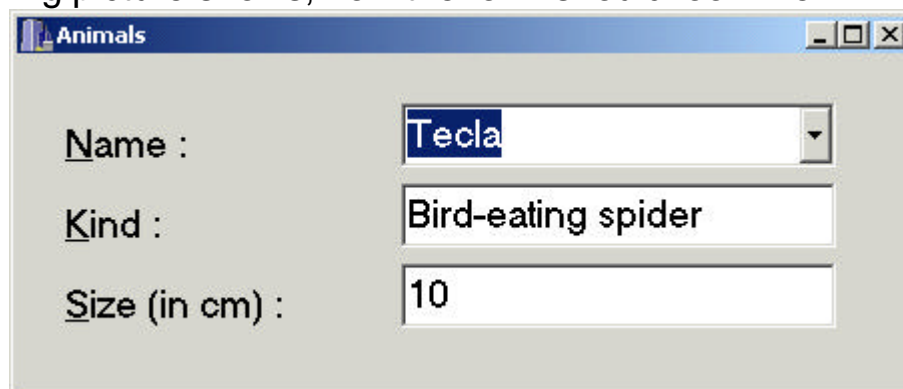 Animals
Name : Tecla
Kind : Bird-eating spider
Size (in cm) : 10